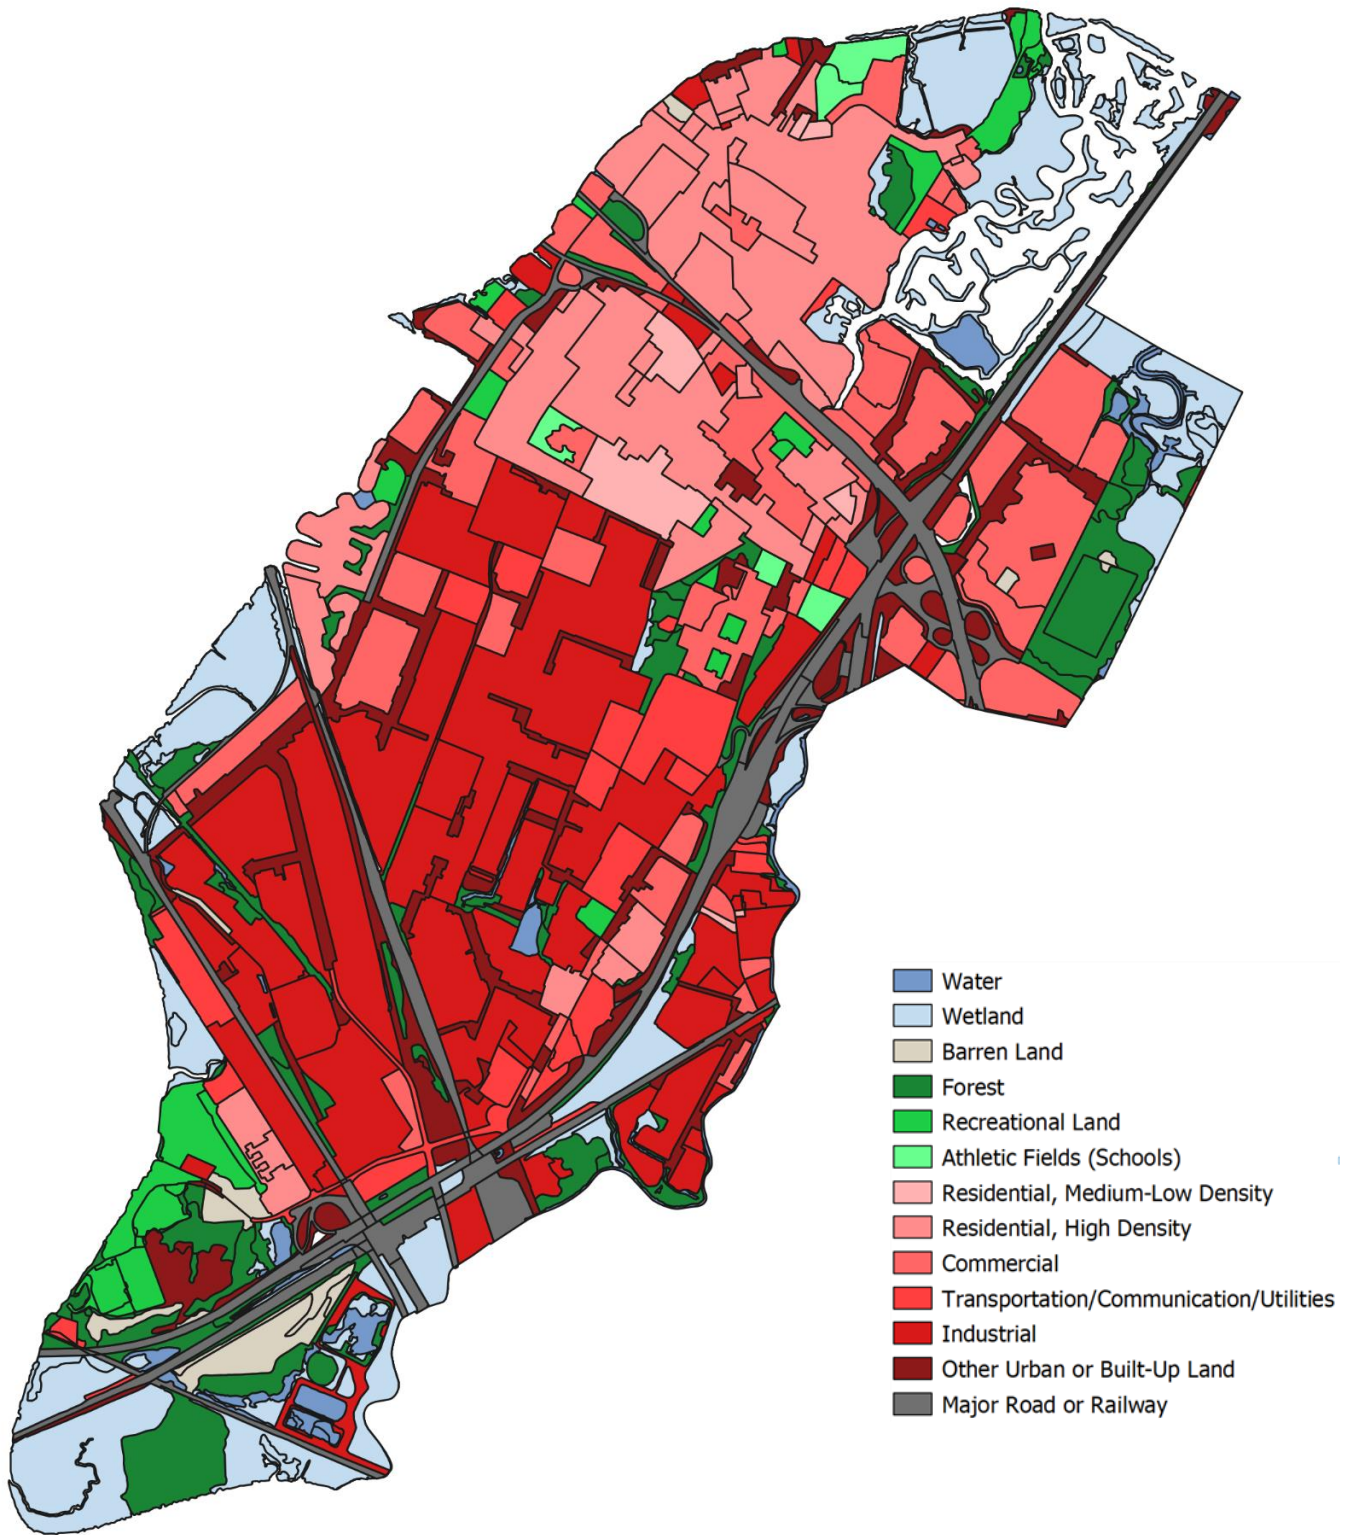 Water
Wetland
Barren Land
Forest
Recreational Land
Athletic Fields (Schools)
Residential, Medium-Low Density
Residential, High Density
Commercial
Transportation/Communication/Utilities
Industrial
Other Urban or Built-Up Land
Major Road or Railway